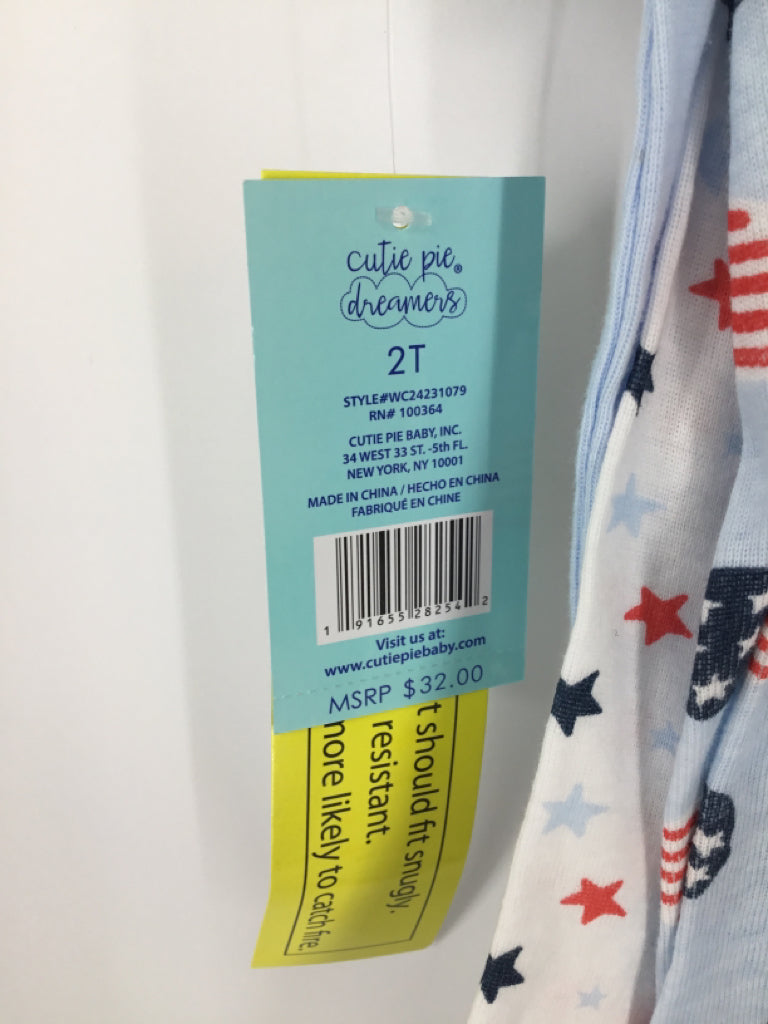 cutie pie®
dreamers
2T
STYLE#WC24231079
RN# 100364
CUTIE PIE BABY, INC.
34 WEST 33 ST. -5th FL.
NEW YORK, NY 10001
MADE IN CHINA / HECHO EN CHINA
FABRIQUÉ EN CHINE
1 91655 28254 2
Visit us at:
www.cutiepiebaby.com
MSRP $32.00
t should fit snugly.
resistant.
more likely to catch fire.